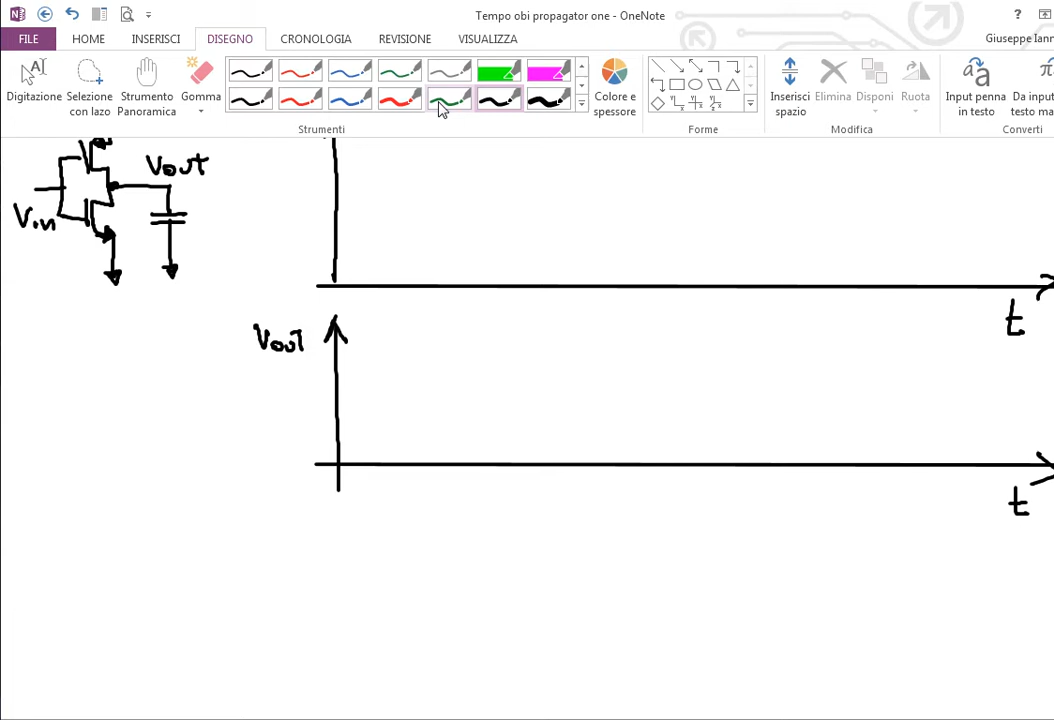 Tempo obi propagator one - OneNote
?
FILE HOME INSERISCI DISEGNO CRONOLOGIA REVISIONE VISUALIZZA
Giuseppe Iann
Digitazione
Selezione con lazo
Strumento Panoramica
Gomma
Colore e spessore
Inserisci spazio
Elimina
Disponi
Ruota
Input penna in testo
Da input testo ma
Strumenti
Forme
Modifica
Converti
Vout
Vin
t
Vout
t